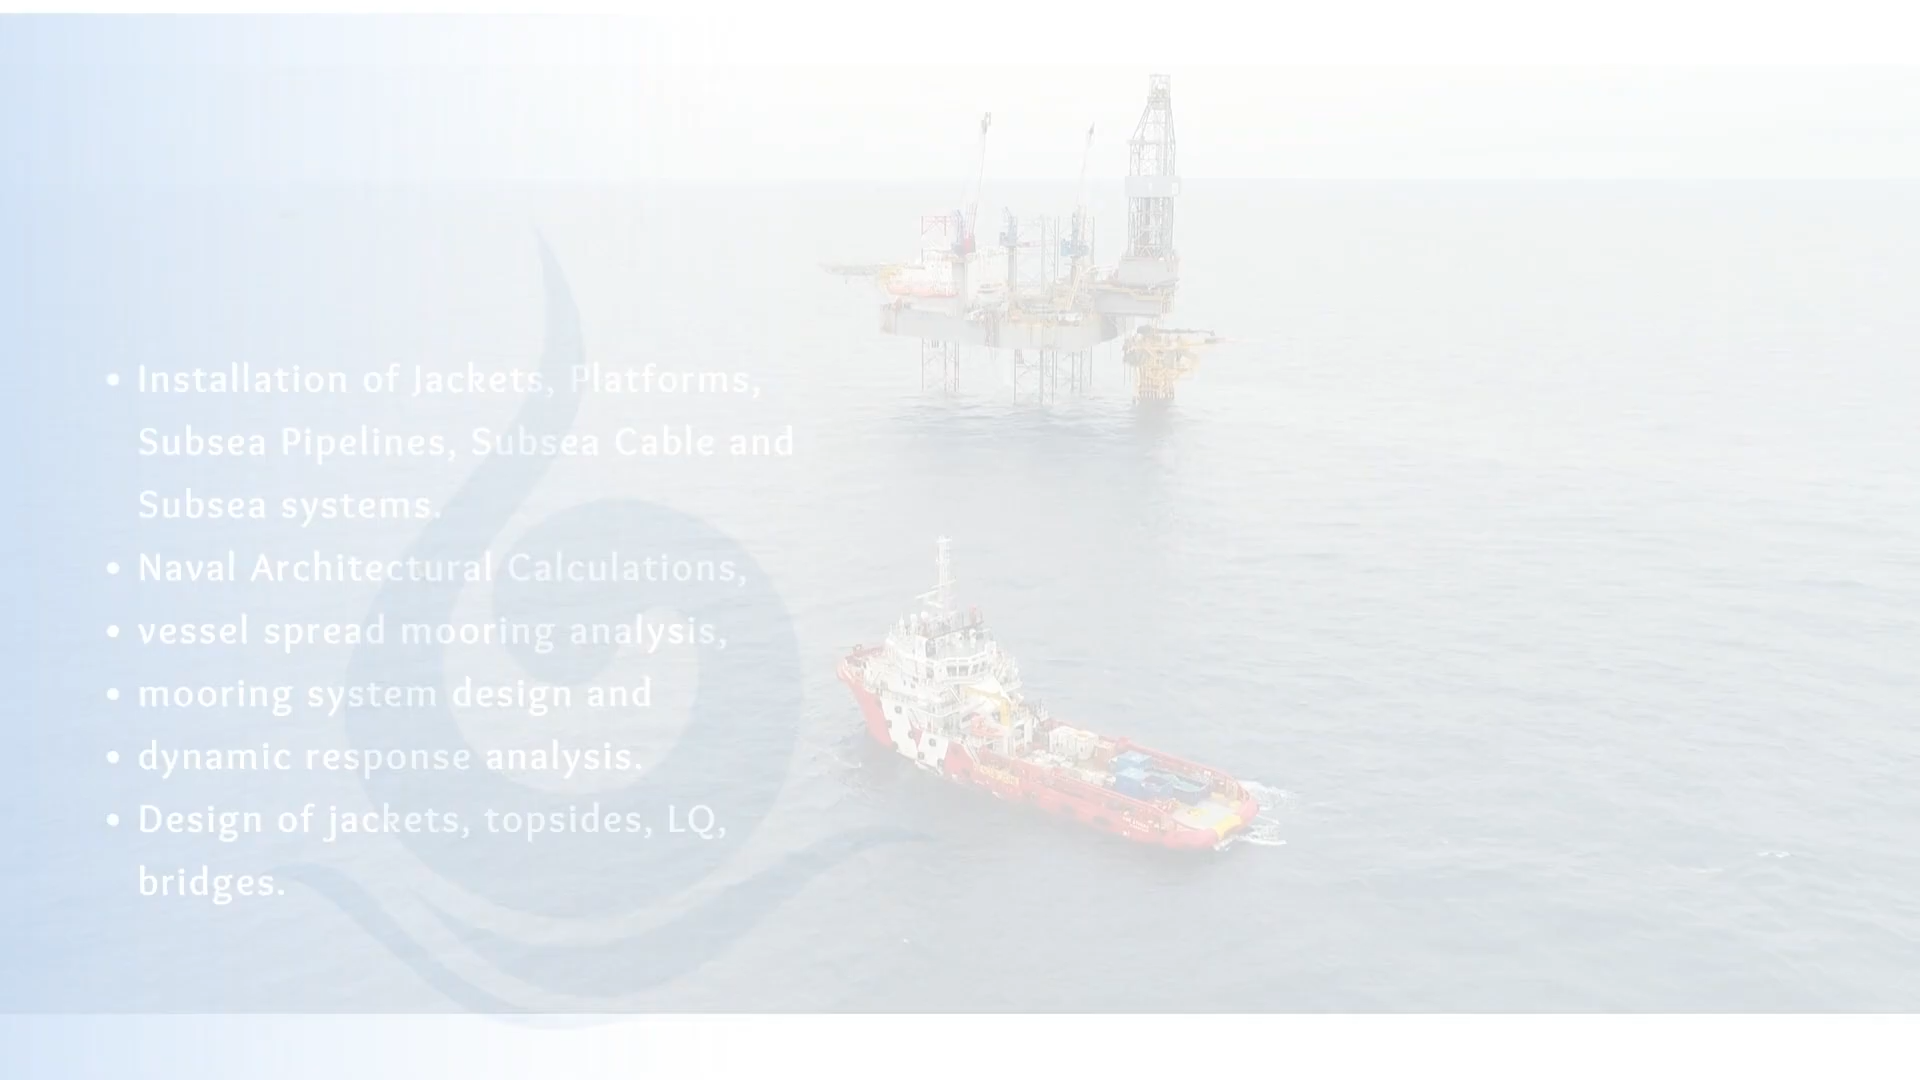 • Installation of Jackets, Platforms,
Subsea Pipelines, Subsea Cable and
Subsea systems.
• Naval Architectural Calculations,
• vessel spread mooring analysis,
• mooring system design and
• dynamic response analysis.
• Design of jackets, topsides, LQ,
bridges.